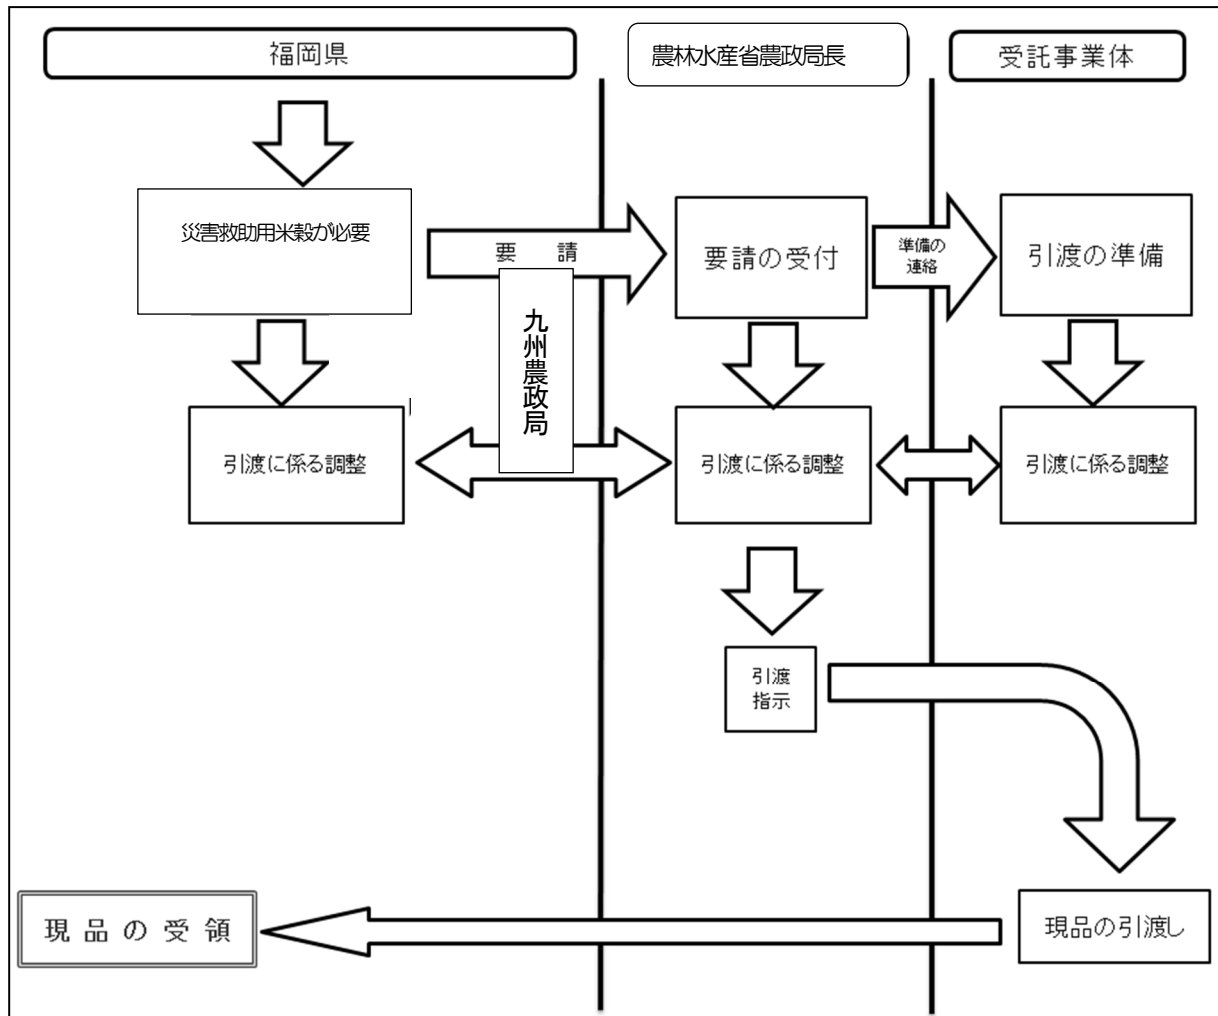 福岡県
農林水産省農政局長
受託事業体
災害救助用米穀が必要
要 請
要請の受付
準備の
連絡
引渡の準備
九州農政局
引渡に係る調整
引渡に係る調整
引渡に係る調整
引渡
指示
現品の受領
現品の引渡し